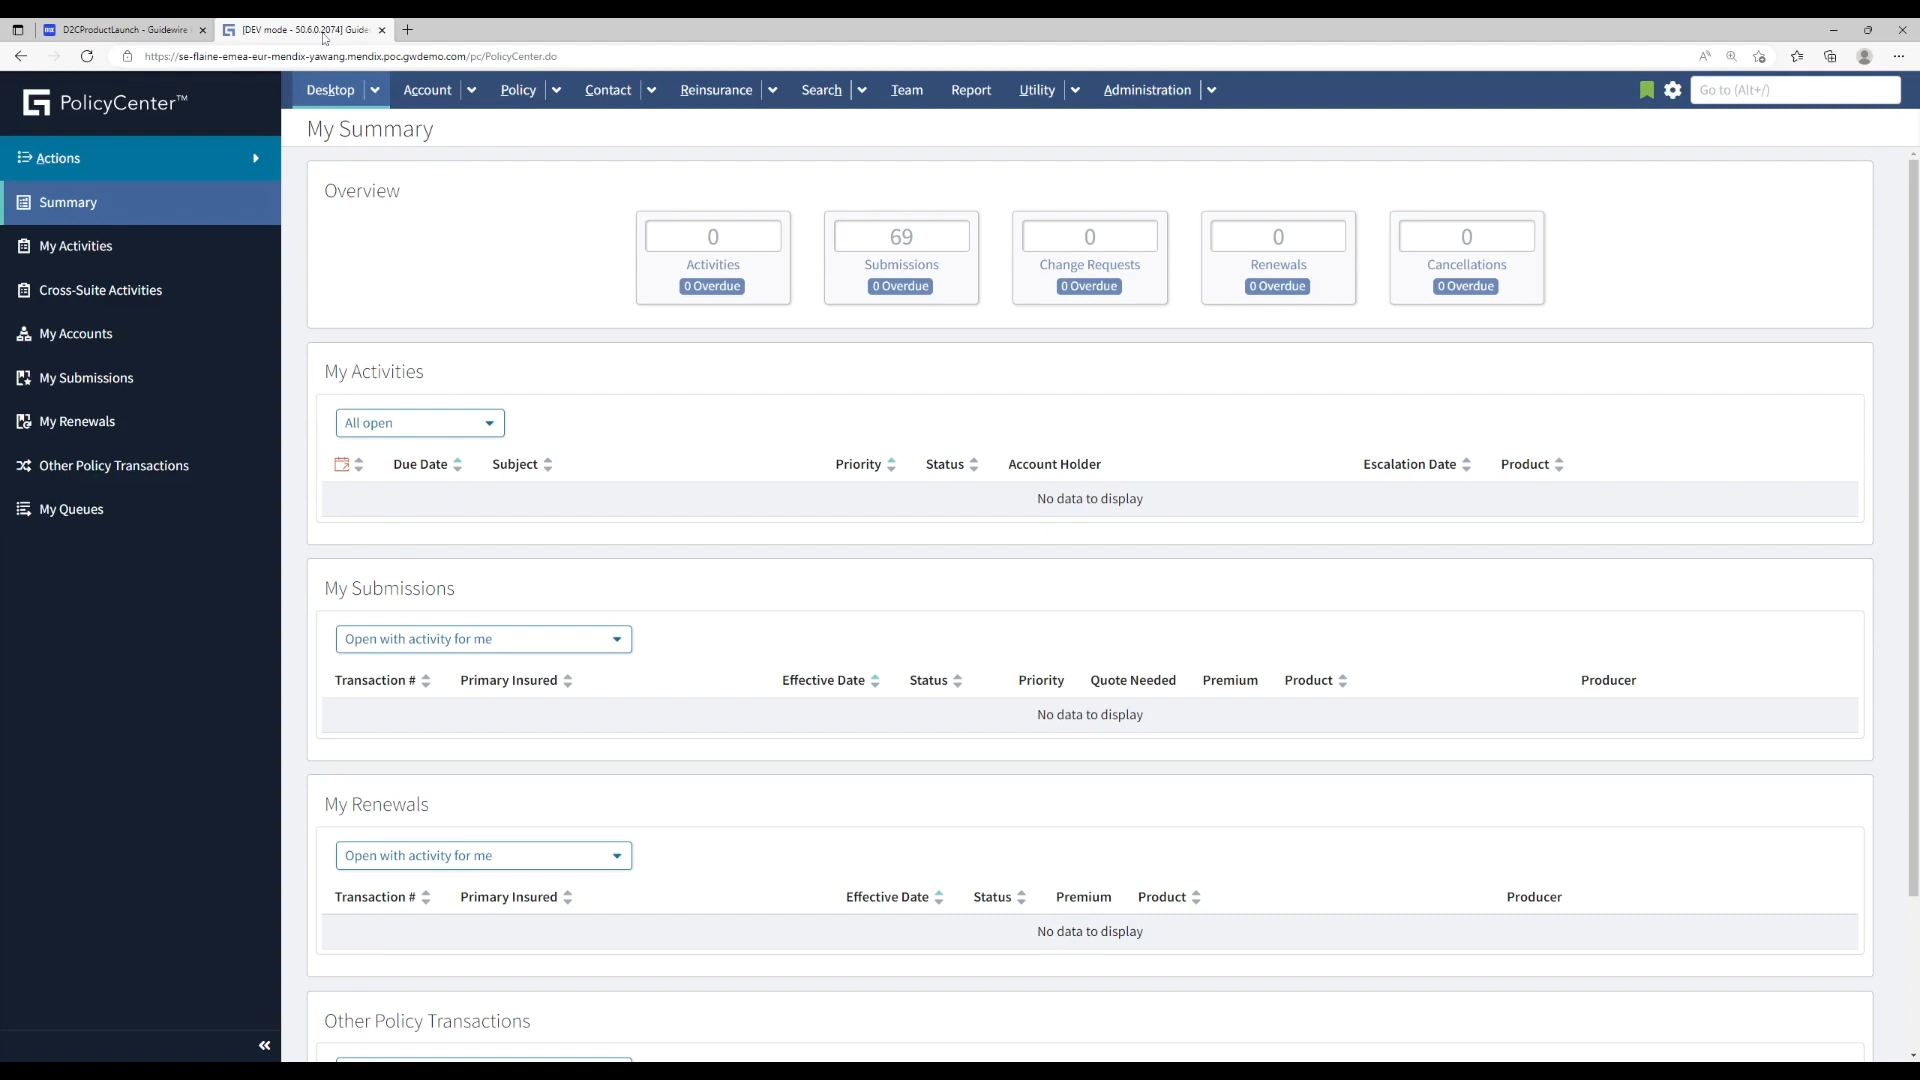 D2CProductLaunch - Guidewire
[DEV mode - 50.6.0.2074] Guide
https://se-flaine-emea-eur-mendix-yawang.mendix.poc.gwdemo.com/pc/PolicyCenter.do
PolicyCenter™
Desktop Account Policy Contact Reinsurance Search Team Report Utility Administration
Go to (Alt+/)
My Summary
Actions
Summary
My Activities
Cross-Suite Activities
My Accounts
My Submissions
My Renewals
Other Policy Transactions
My Queues
Overview
0 69 0 0 0
Activities Submissions Change Requests Renewals Cancellations
0 Overdue 0 Overdue 0 Overdue 0 Overdue 0 Overdue
My Activities
All open
Due Date Subject Priority Status Account Holder Escalation Date Product
No data to display
My Submissions
Open with activity for me
Transaction # Primary Insured Effective Date Status Priority Quote Needed Premium Product Producer
No data to display
My Renewals
Open with activity for me
Transaction # Primary Insured Effective Date Status Premium Product Producer
No data to display
Other Policy Transactions